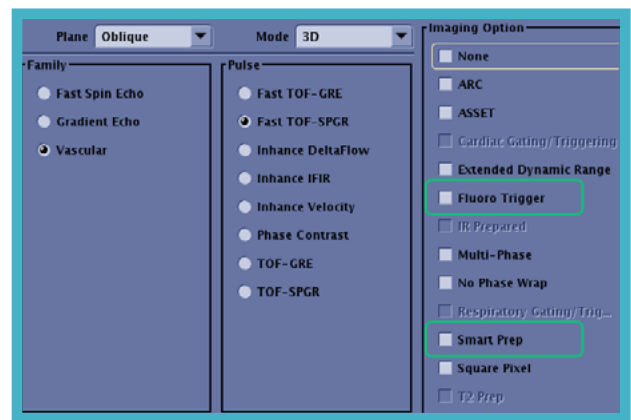 Plane Oblique
Mode 3D
Imaging Option
None
ARC
ASSET
Cardiac Gating/Triggering
Extended Dynamic Range
Fluoro Trigger
IR Prepared
Multi-Phase
No Phase Wrap
Respiratory Gating/Trig...
Smart Prep
Square Pixel
T2 Prep
Family
Fast Spin Echo
Gradient Echo
Vascular
Pulse
Fast TOF-GRE
Fast TOF-SPGR
Inhance DeltaFlow
Inhance IFIR
Inhance Velocity
Phase Contrast
TOF-GRE
TOF-SPGR